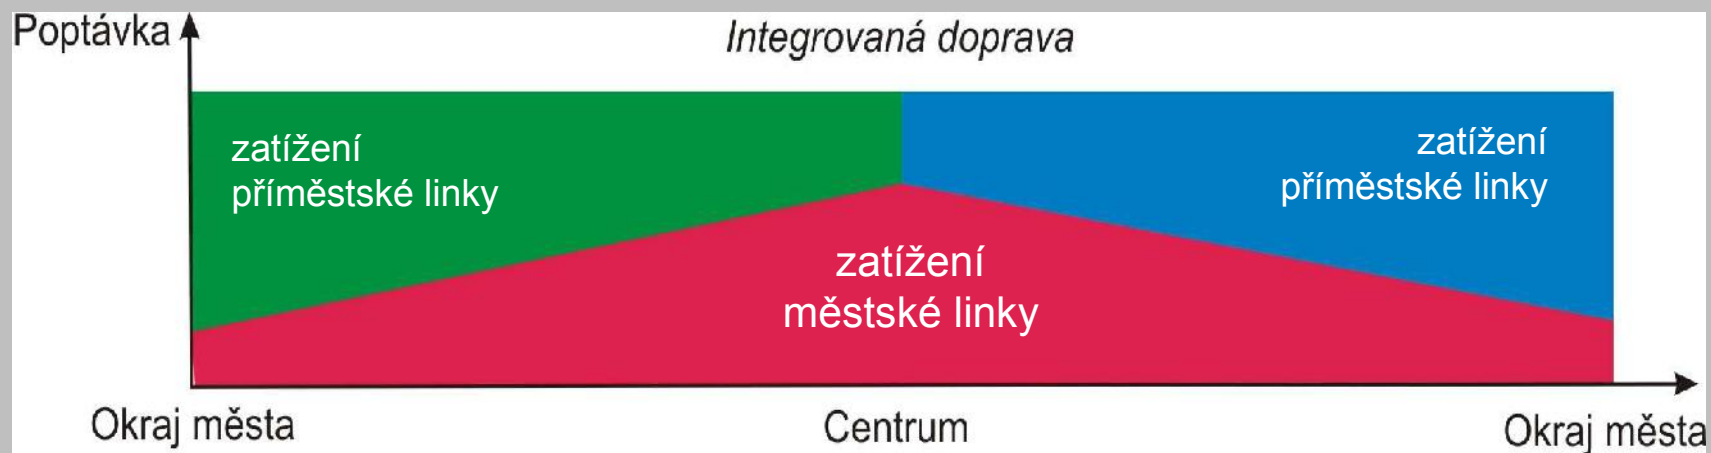 Poptávka
Integrovaná doprava
zatížení
příměstské linky
zatížení
příměstské linky
zatížení
městské linky
Okraj města
Centrum
Okraj města